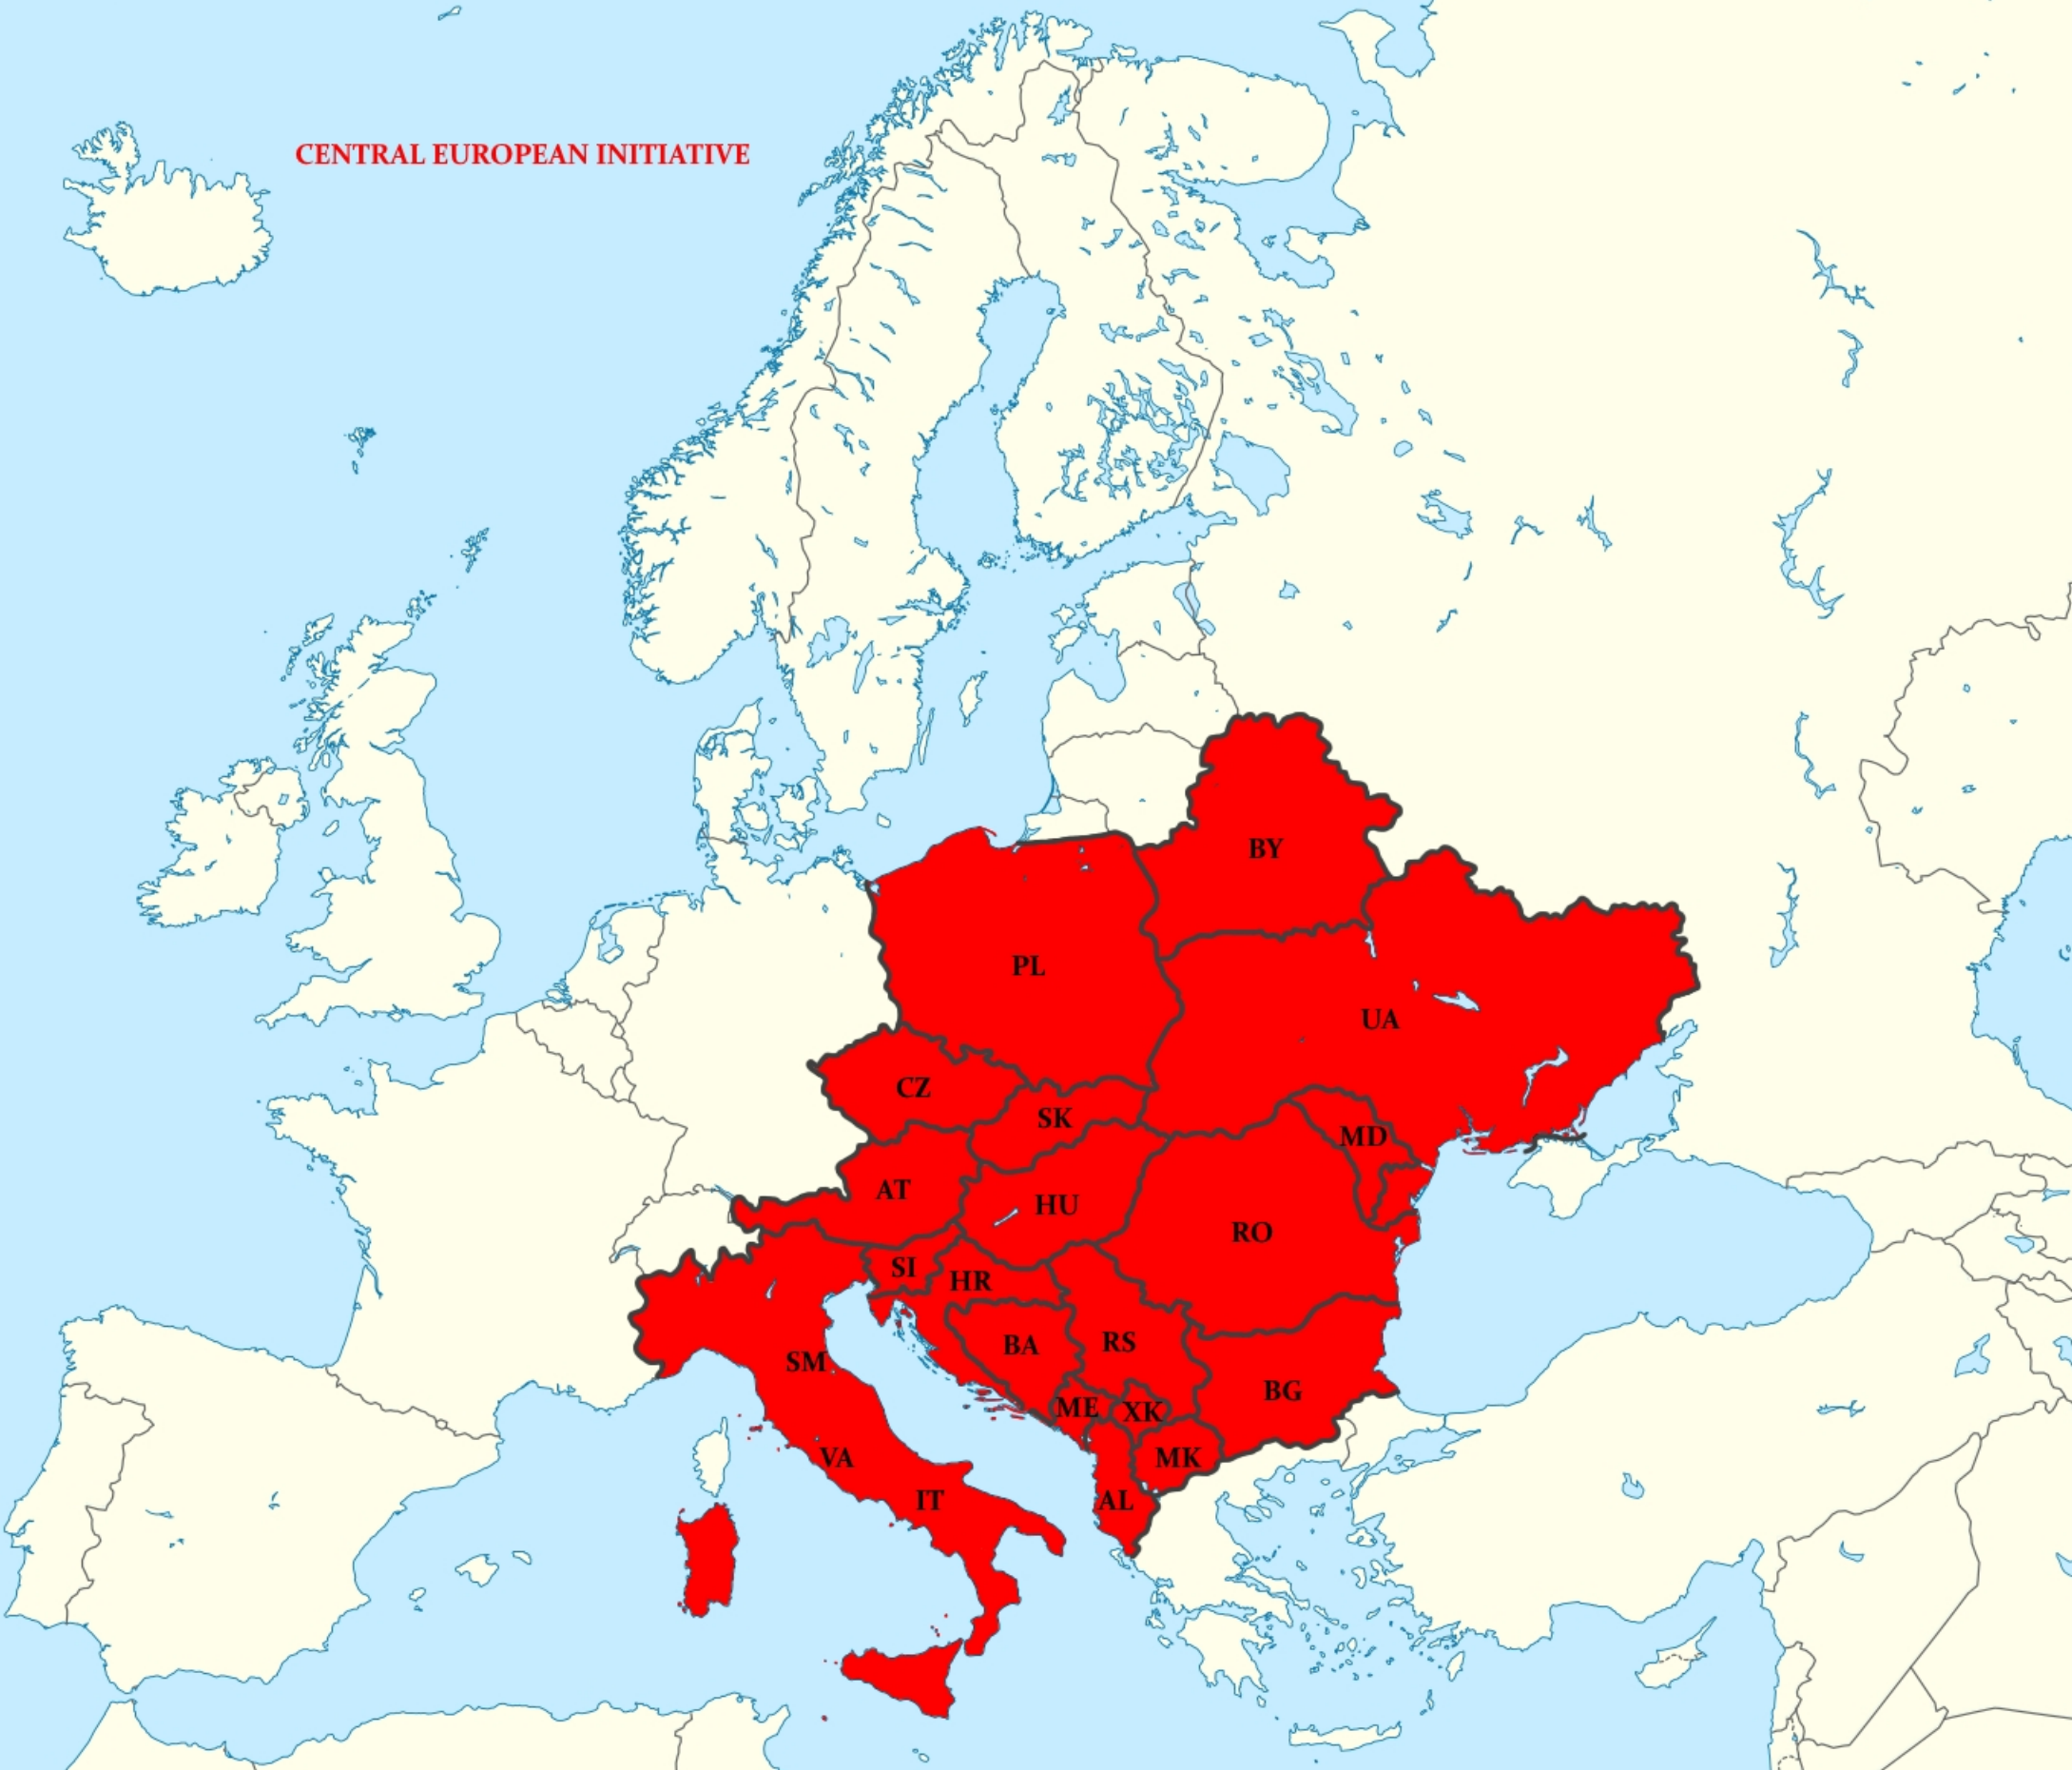 CENTRAL EUROPEAN INITIATIVE
BY
PL
UA
CZ
SK
MD
AT
HU
RO
SI
HR
BA
RS
SM
BG
ME
XK
VA
MK
IT
AL